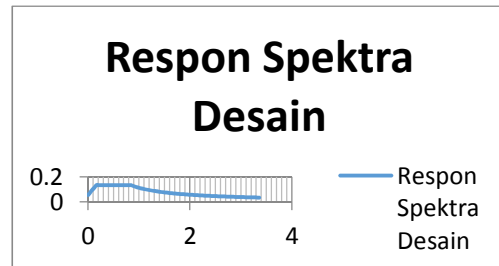 Respon Spektra
Desain
0.2
0
0 2 4
Respon
Spektra
Desain